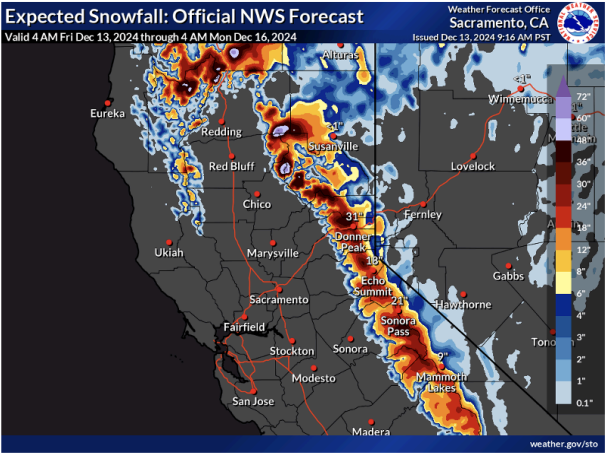 Expected Snowfall: Official NWS Forecast
Valid 4 AM Fri Dec 13, 2024 through 4 AM Mon Dec 16, 2024
Weather Forecast Office
Sacramento, CA
Issued Dec 13, 2024 9:16 AM PST
Alturas
<1"
Winnemucca
Eureka
Redding
Susanville
Red Bluff
Lovelock
Chico
31"
Donner
Peak
Fernley
Ukiah
Marysville
18"
Echo
Summit
Gabbs
Sacramento
21"
Sonora
Pass
Hawthorne
Fairfield
Stockton
Sonora
Tono
Modesto
9"
Mammoth
Lakes
San Jose
Madera
72"
60"
48"
36"
30"
24"
18"
12"
8"
6"
4"
3"
2"
1"
0.1"
weather.gov/sto